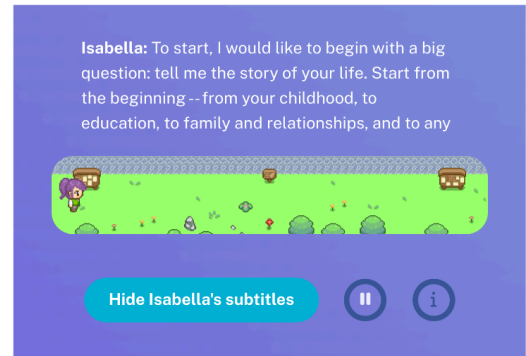 Isabella: To start, I would like to begin with a big
question: tell me the story of your life. Start from
the beginning -- from your childhood, to
education, to family and relationships, and to any
Hide Isabella's subtitles
i